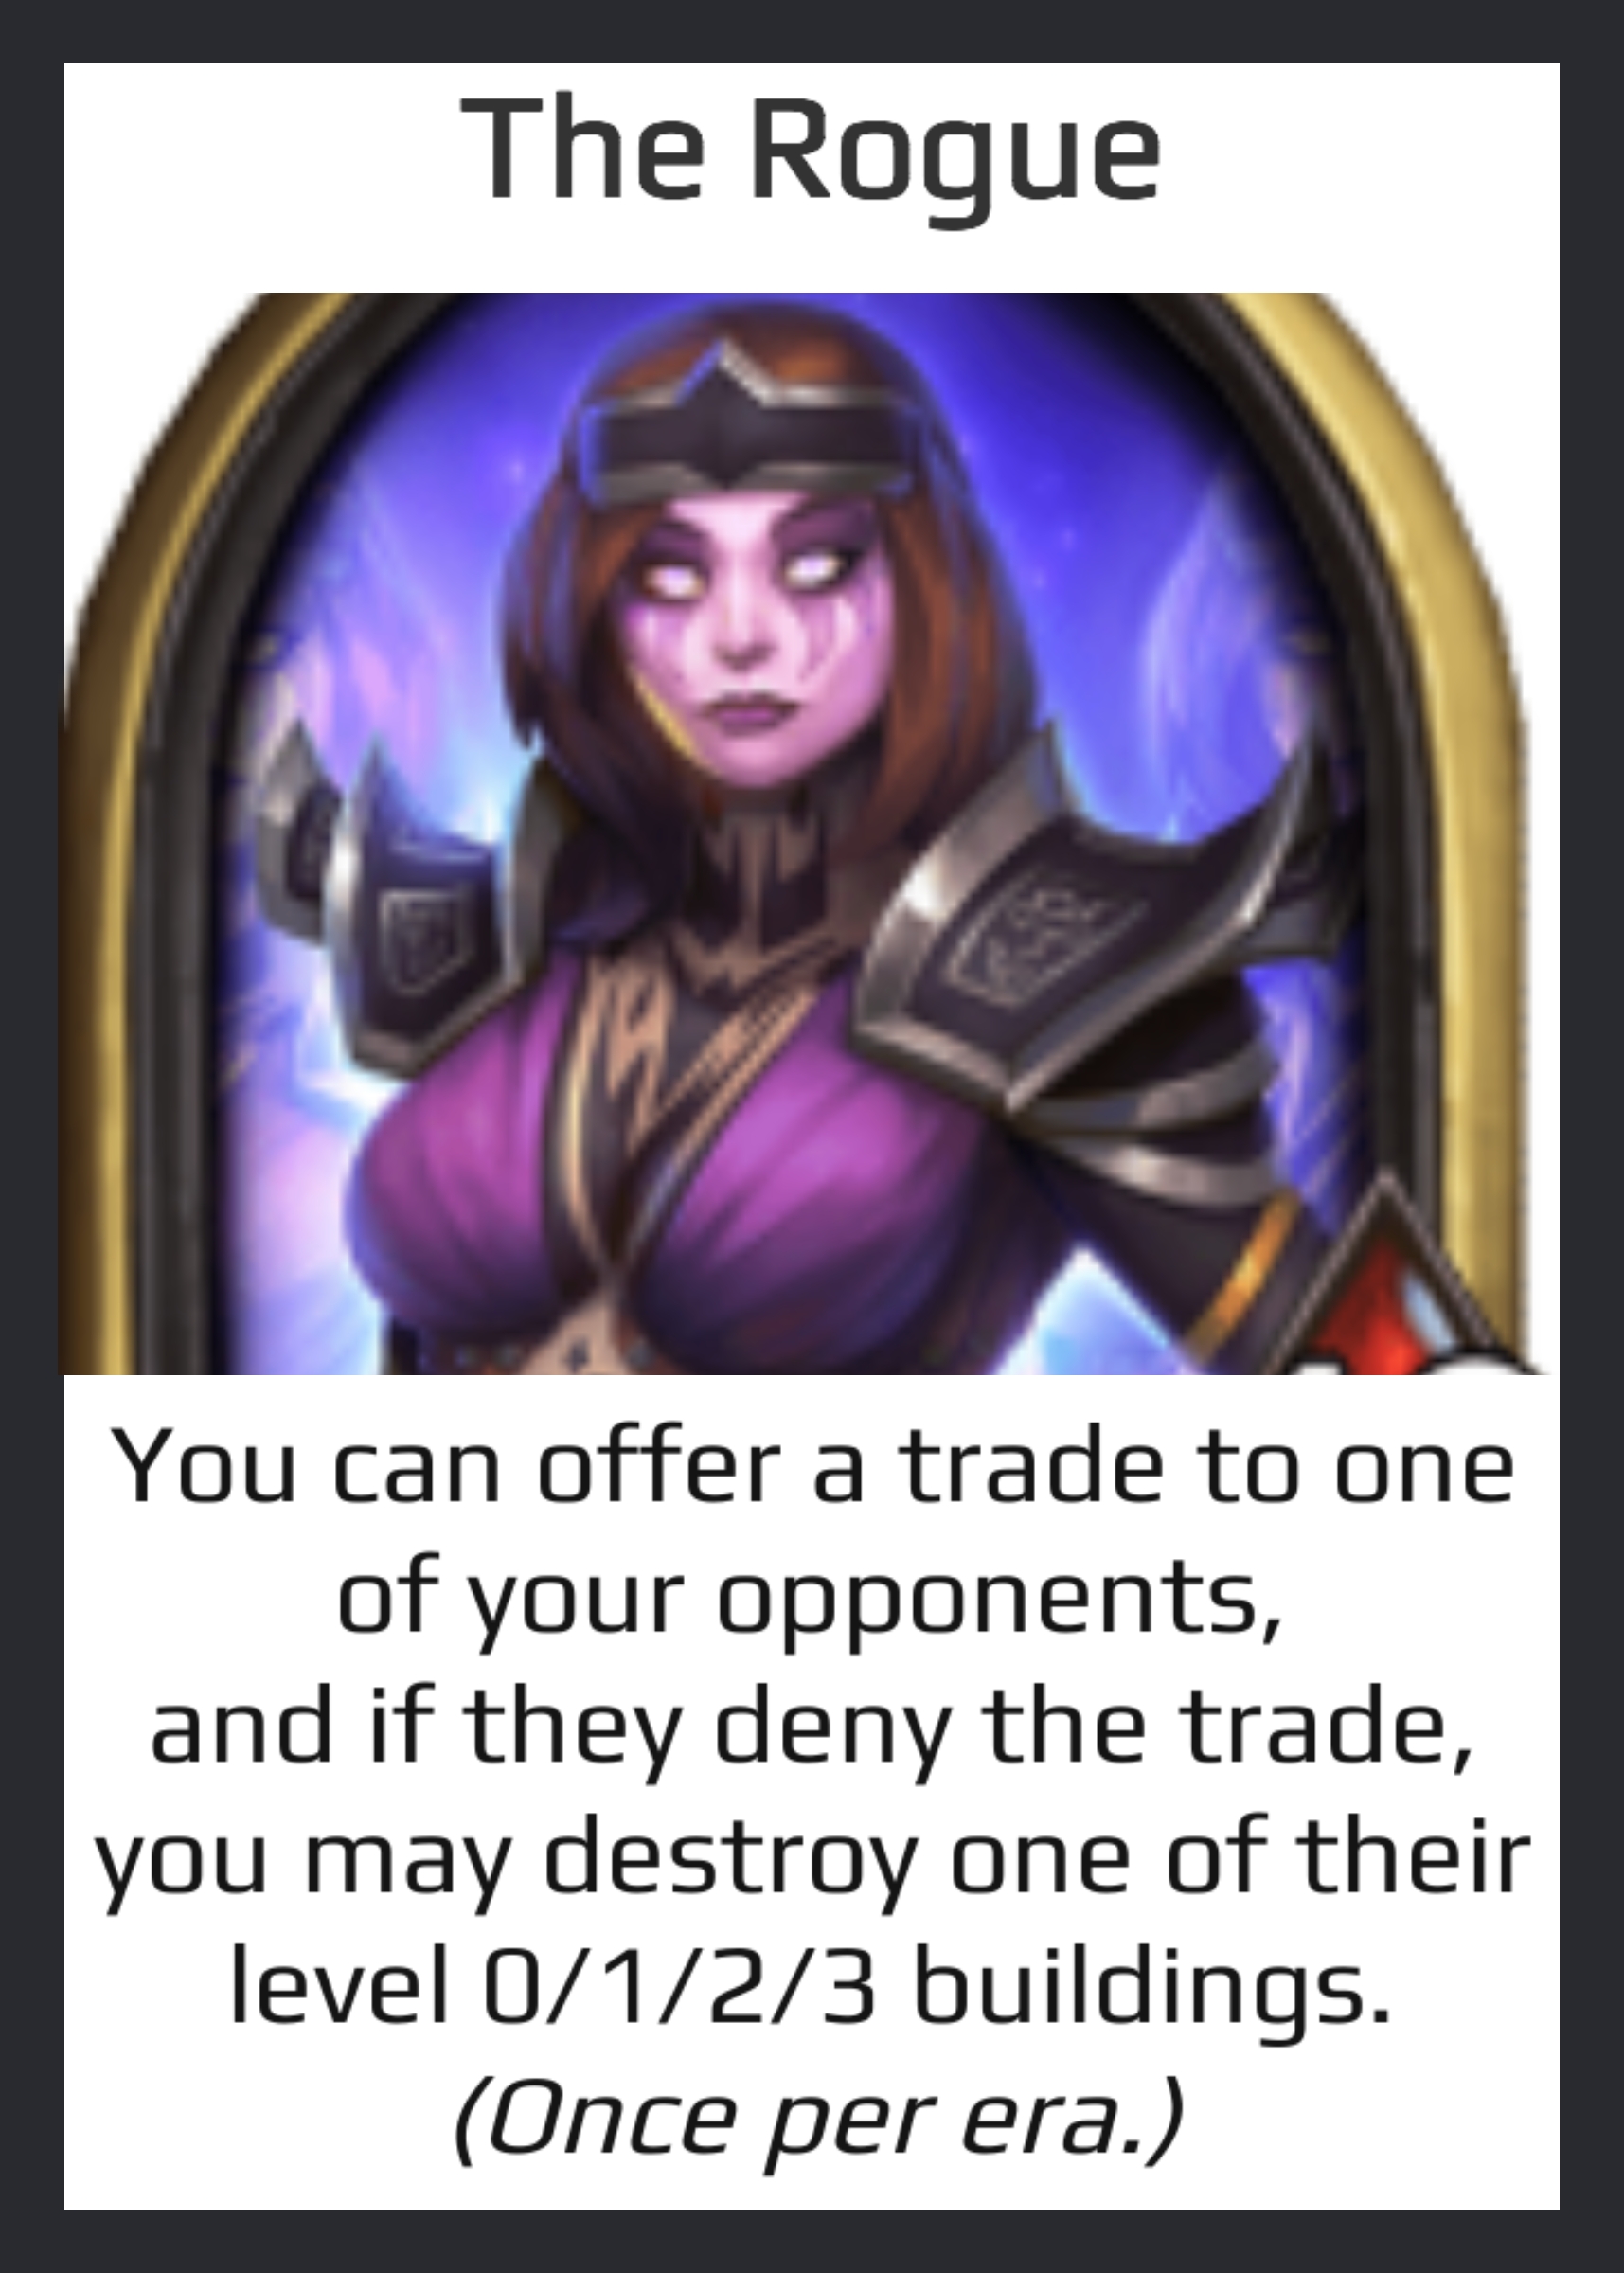 The Rogue
You can offer a trade to one
of your opponents,
and if they deny the trade,
you may destroy one of their
level 0/1/2/3 buildings.
(Once per era.)